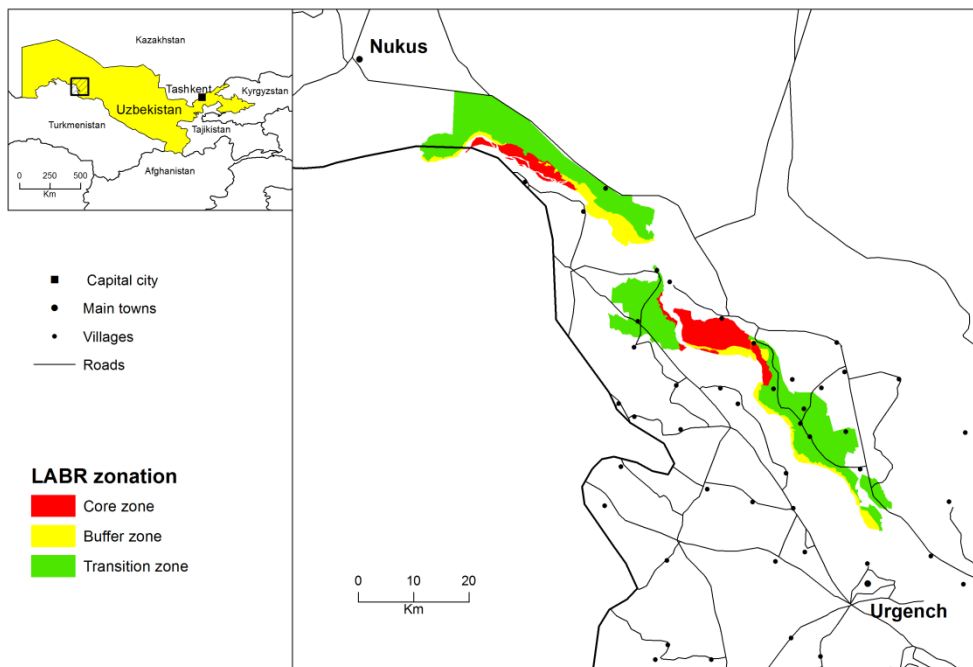 Kazakhstan
Tashkent
Kyrgyzstan
Uzbekistan
Turkmenistan
Tajikistan
Afghanistan
0 250 500
Km
Nukus
Capital city
Main towns
Villages
Roads
LABR zonation
Core zone
Buffer zone
Transition zone
0 10 20
Km
Urgench